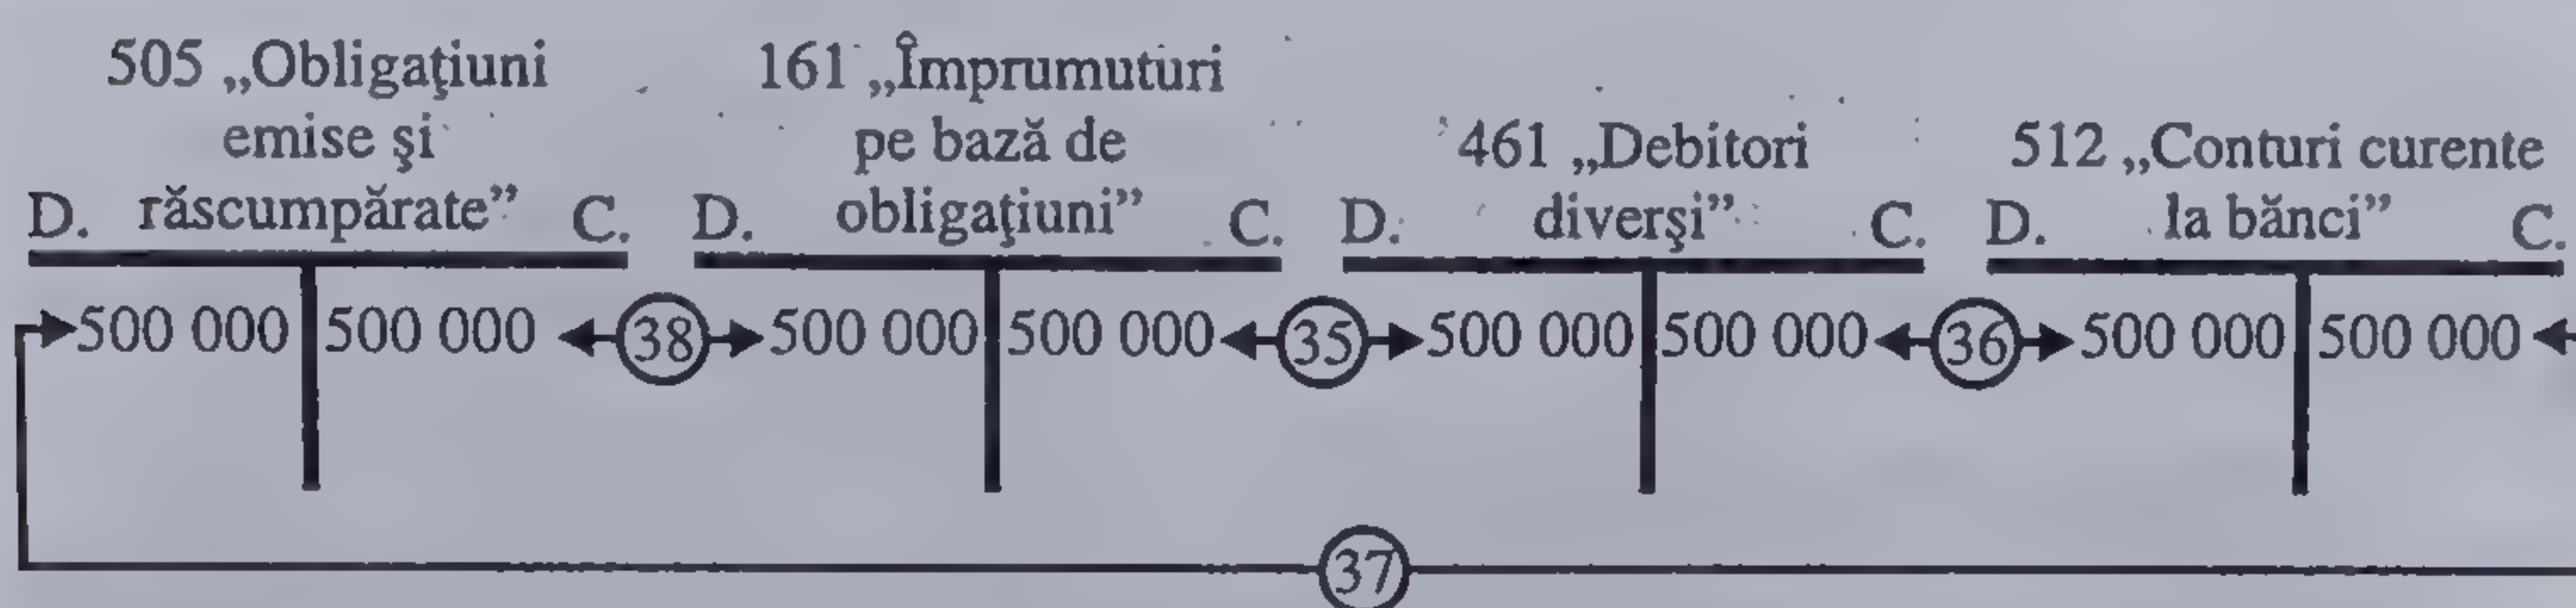 505 „Obligaţiuni
emise şi
D. răscumpărate” C.
161 „Împrumuturi
pe bază de
D. obligaţiuni” C.
461 „Debitori
D. diverşi” C.
512 „Conturi curente
D. la bănci” C.
500 000 500 000 38 500 000 500 000 35 500 000 500 000 36 500 000 500 000
37